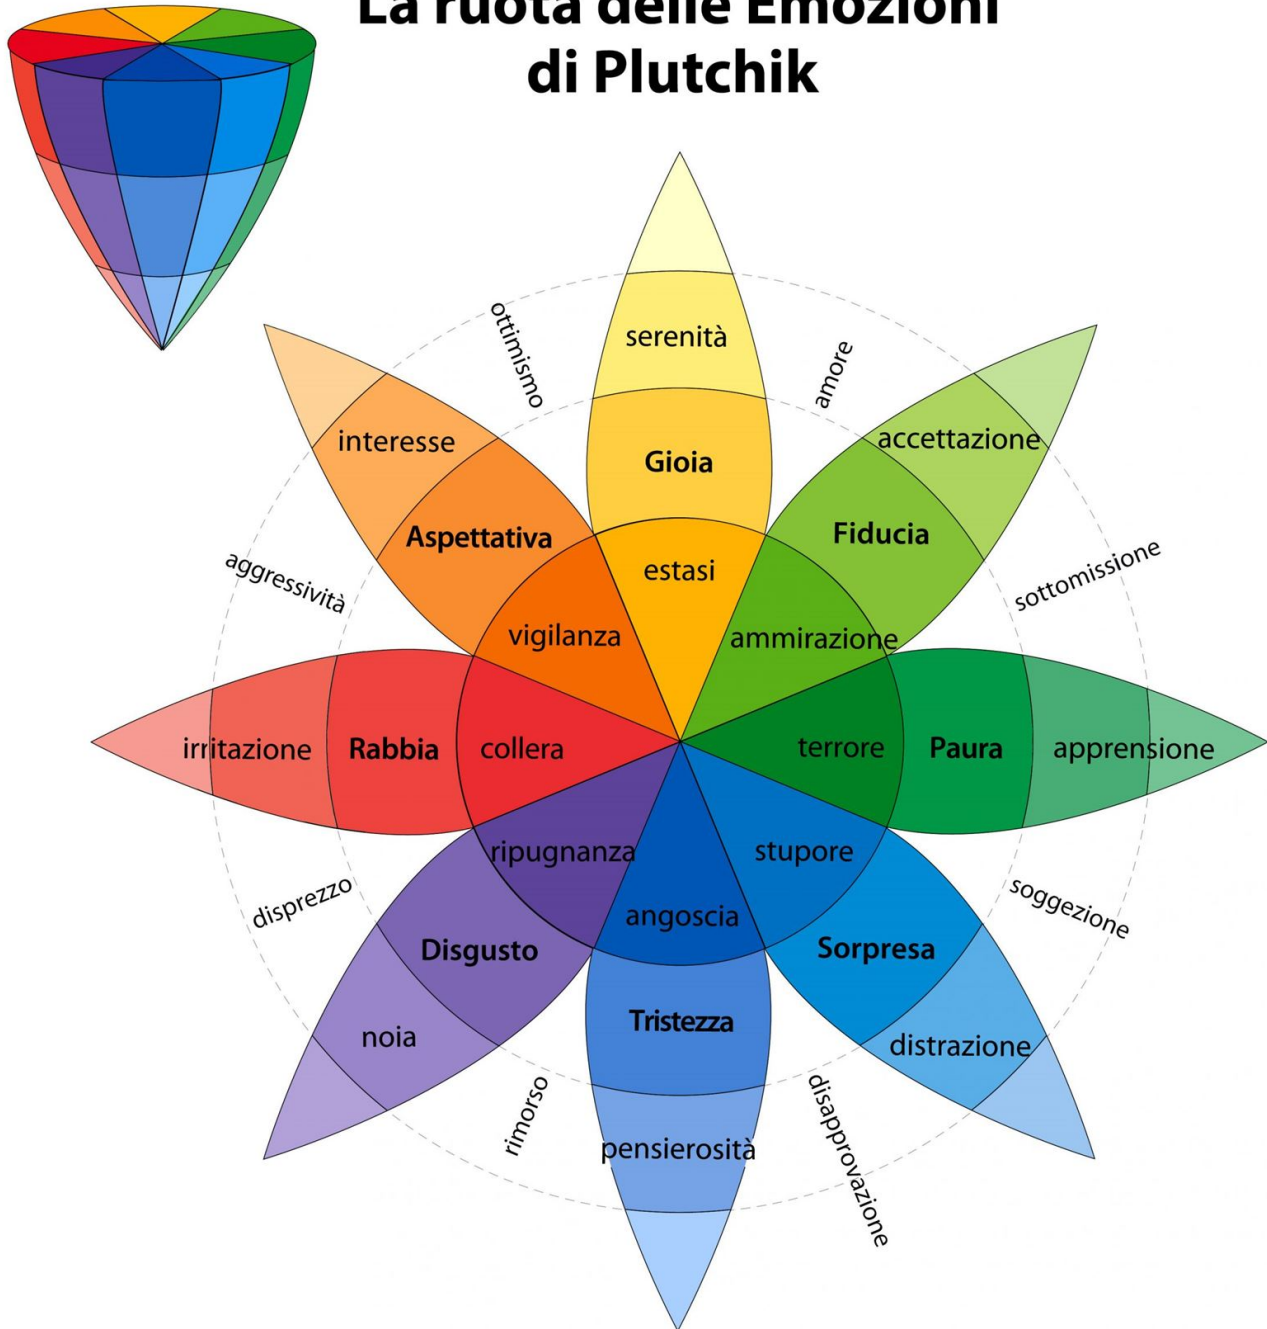 La ruota delle Emozioni
di Plutchik
ottimismo
serenità
amore
interesse
accettazione
Gioia
Aspettativa
Fiducia
aggressività
estasi
sottomissione
vigilanza
ammirazione
irritazione
Rabbia
collera
terrore
Paura
apprensione
ripugnanza
stupore
disprezzo
angoscia
soggezione
Disgusto
Sorpresa
Tristezza
noia
distrazione
rimorso
pensierosità
disapprovazione